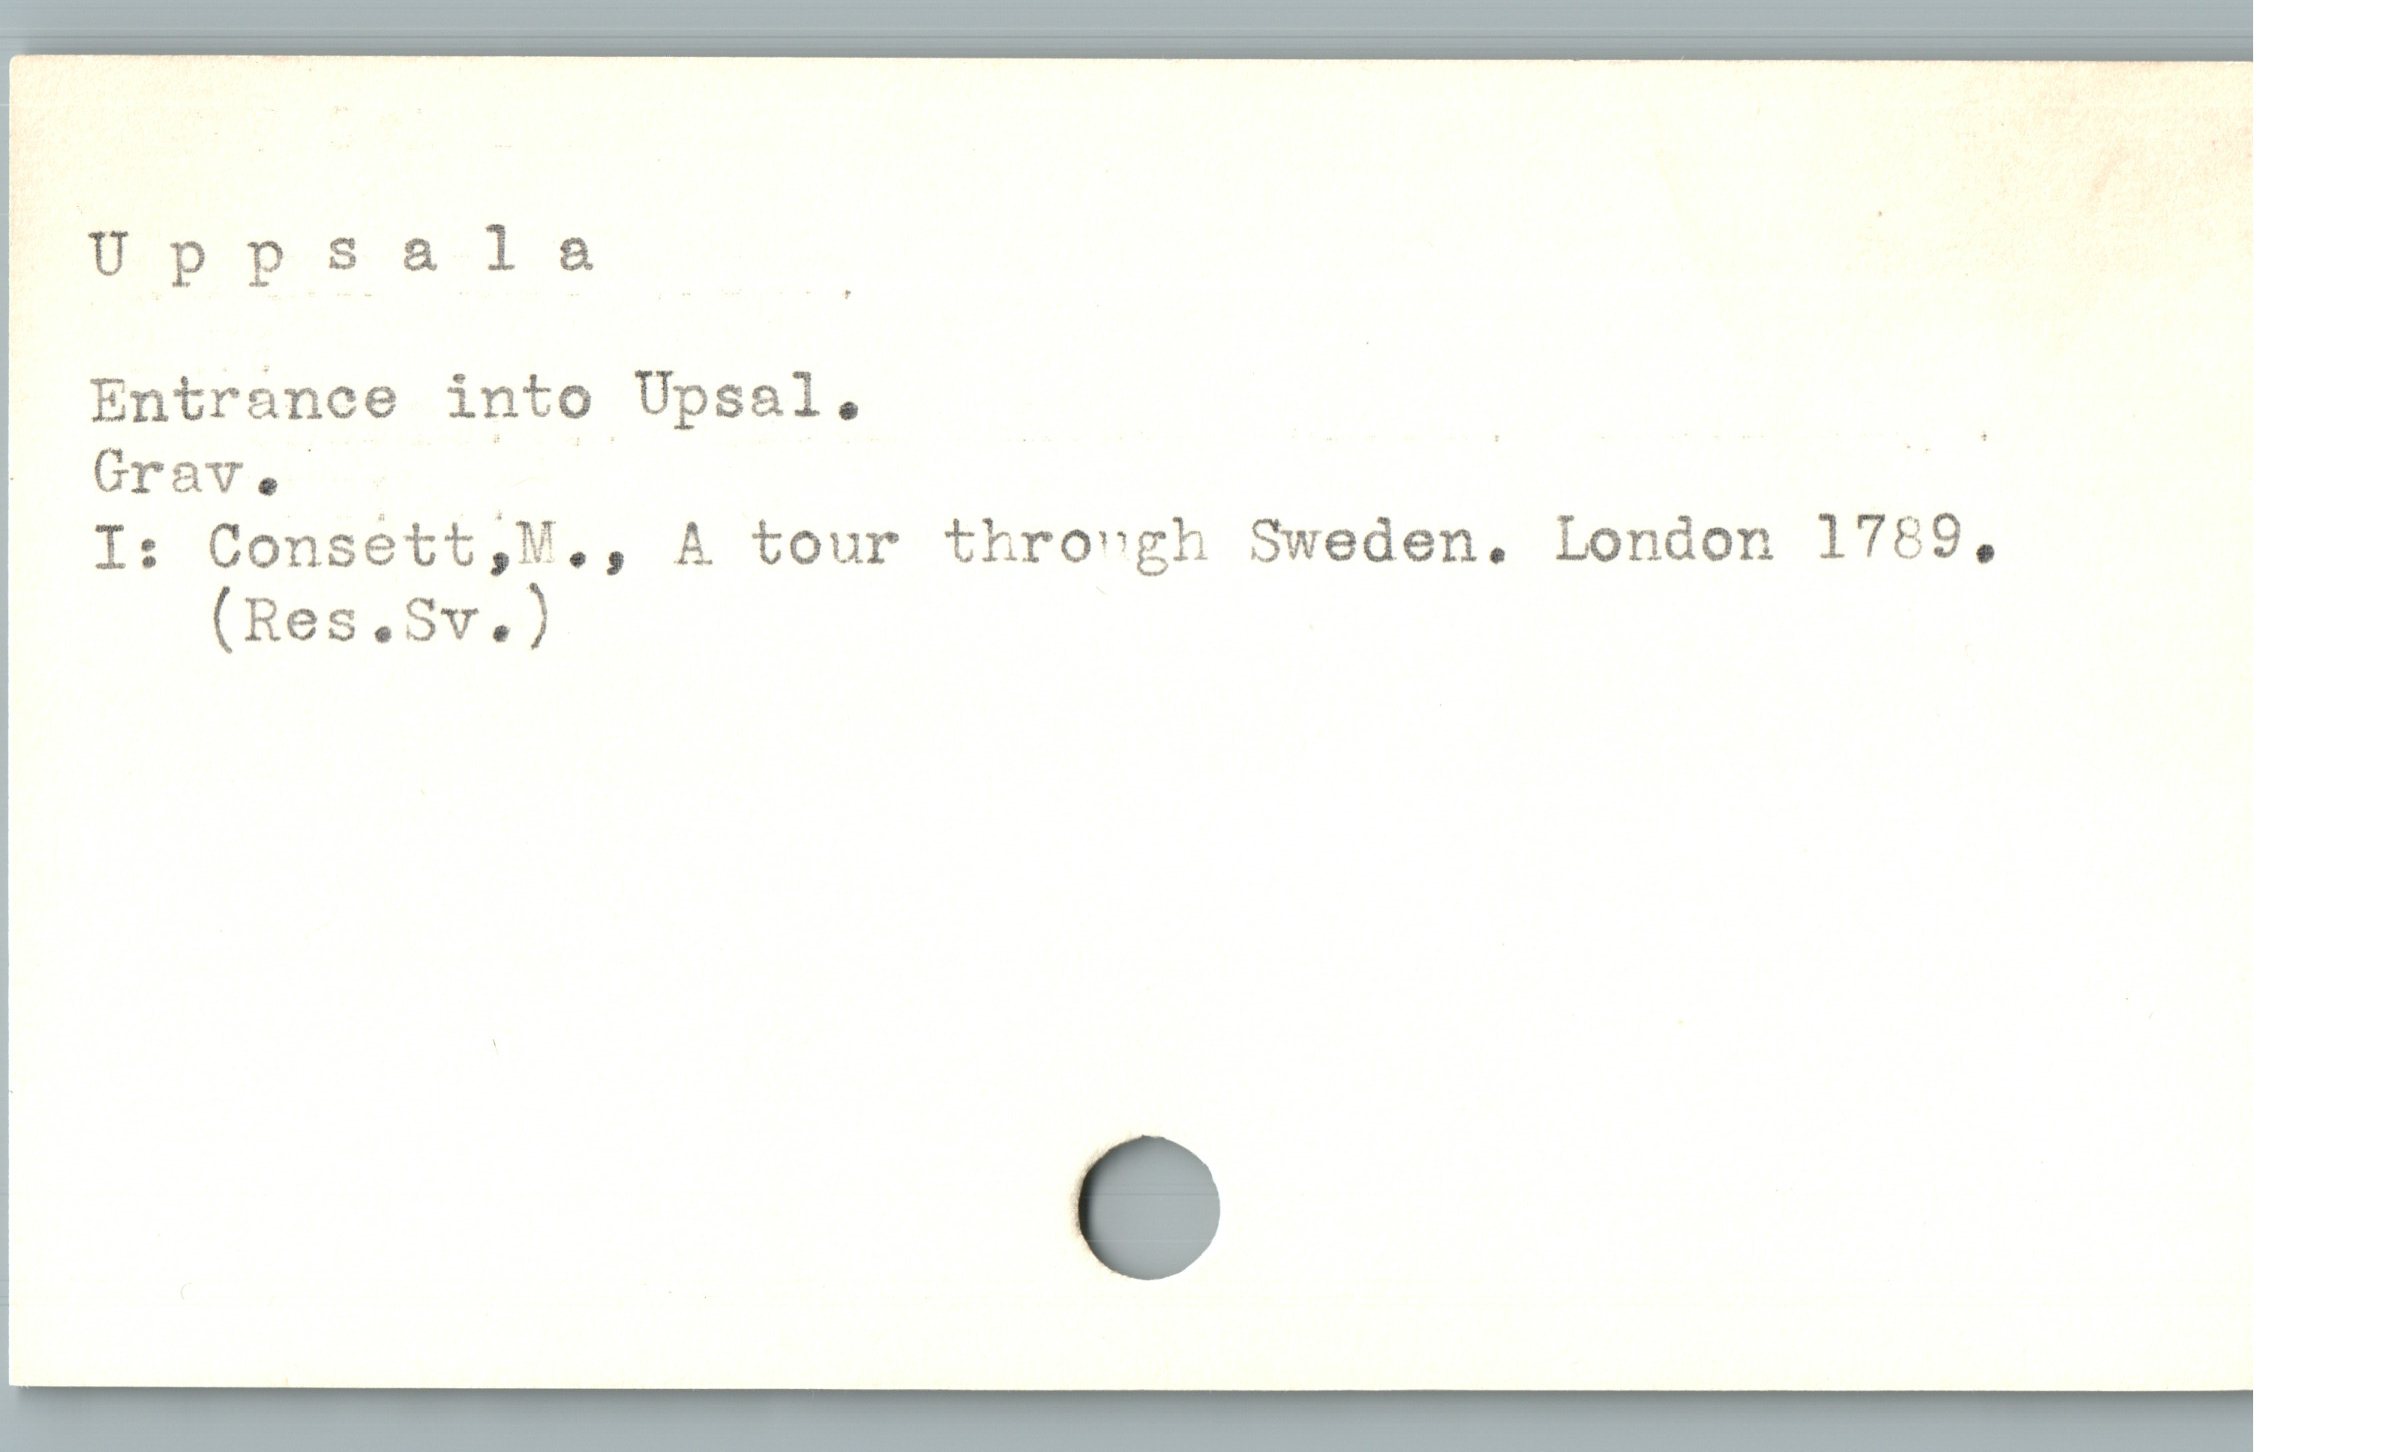 U p p s a l a
Entrance into Upsal.
Grav.
I: Consett,M., A tour through Sweden. London 1789.
(Res.Sv.)